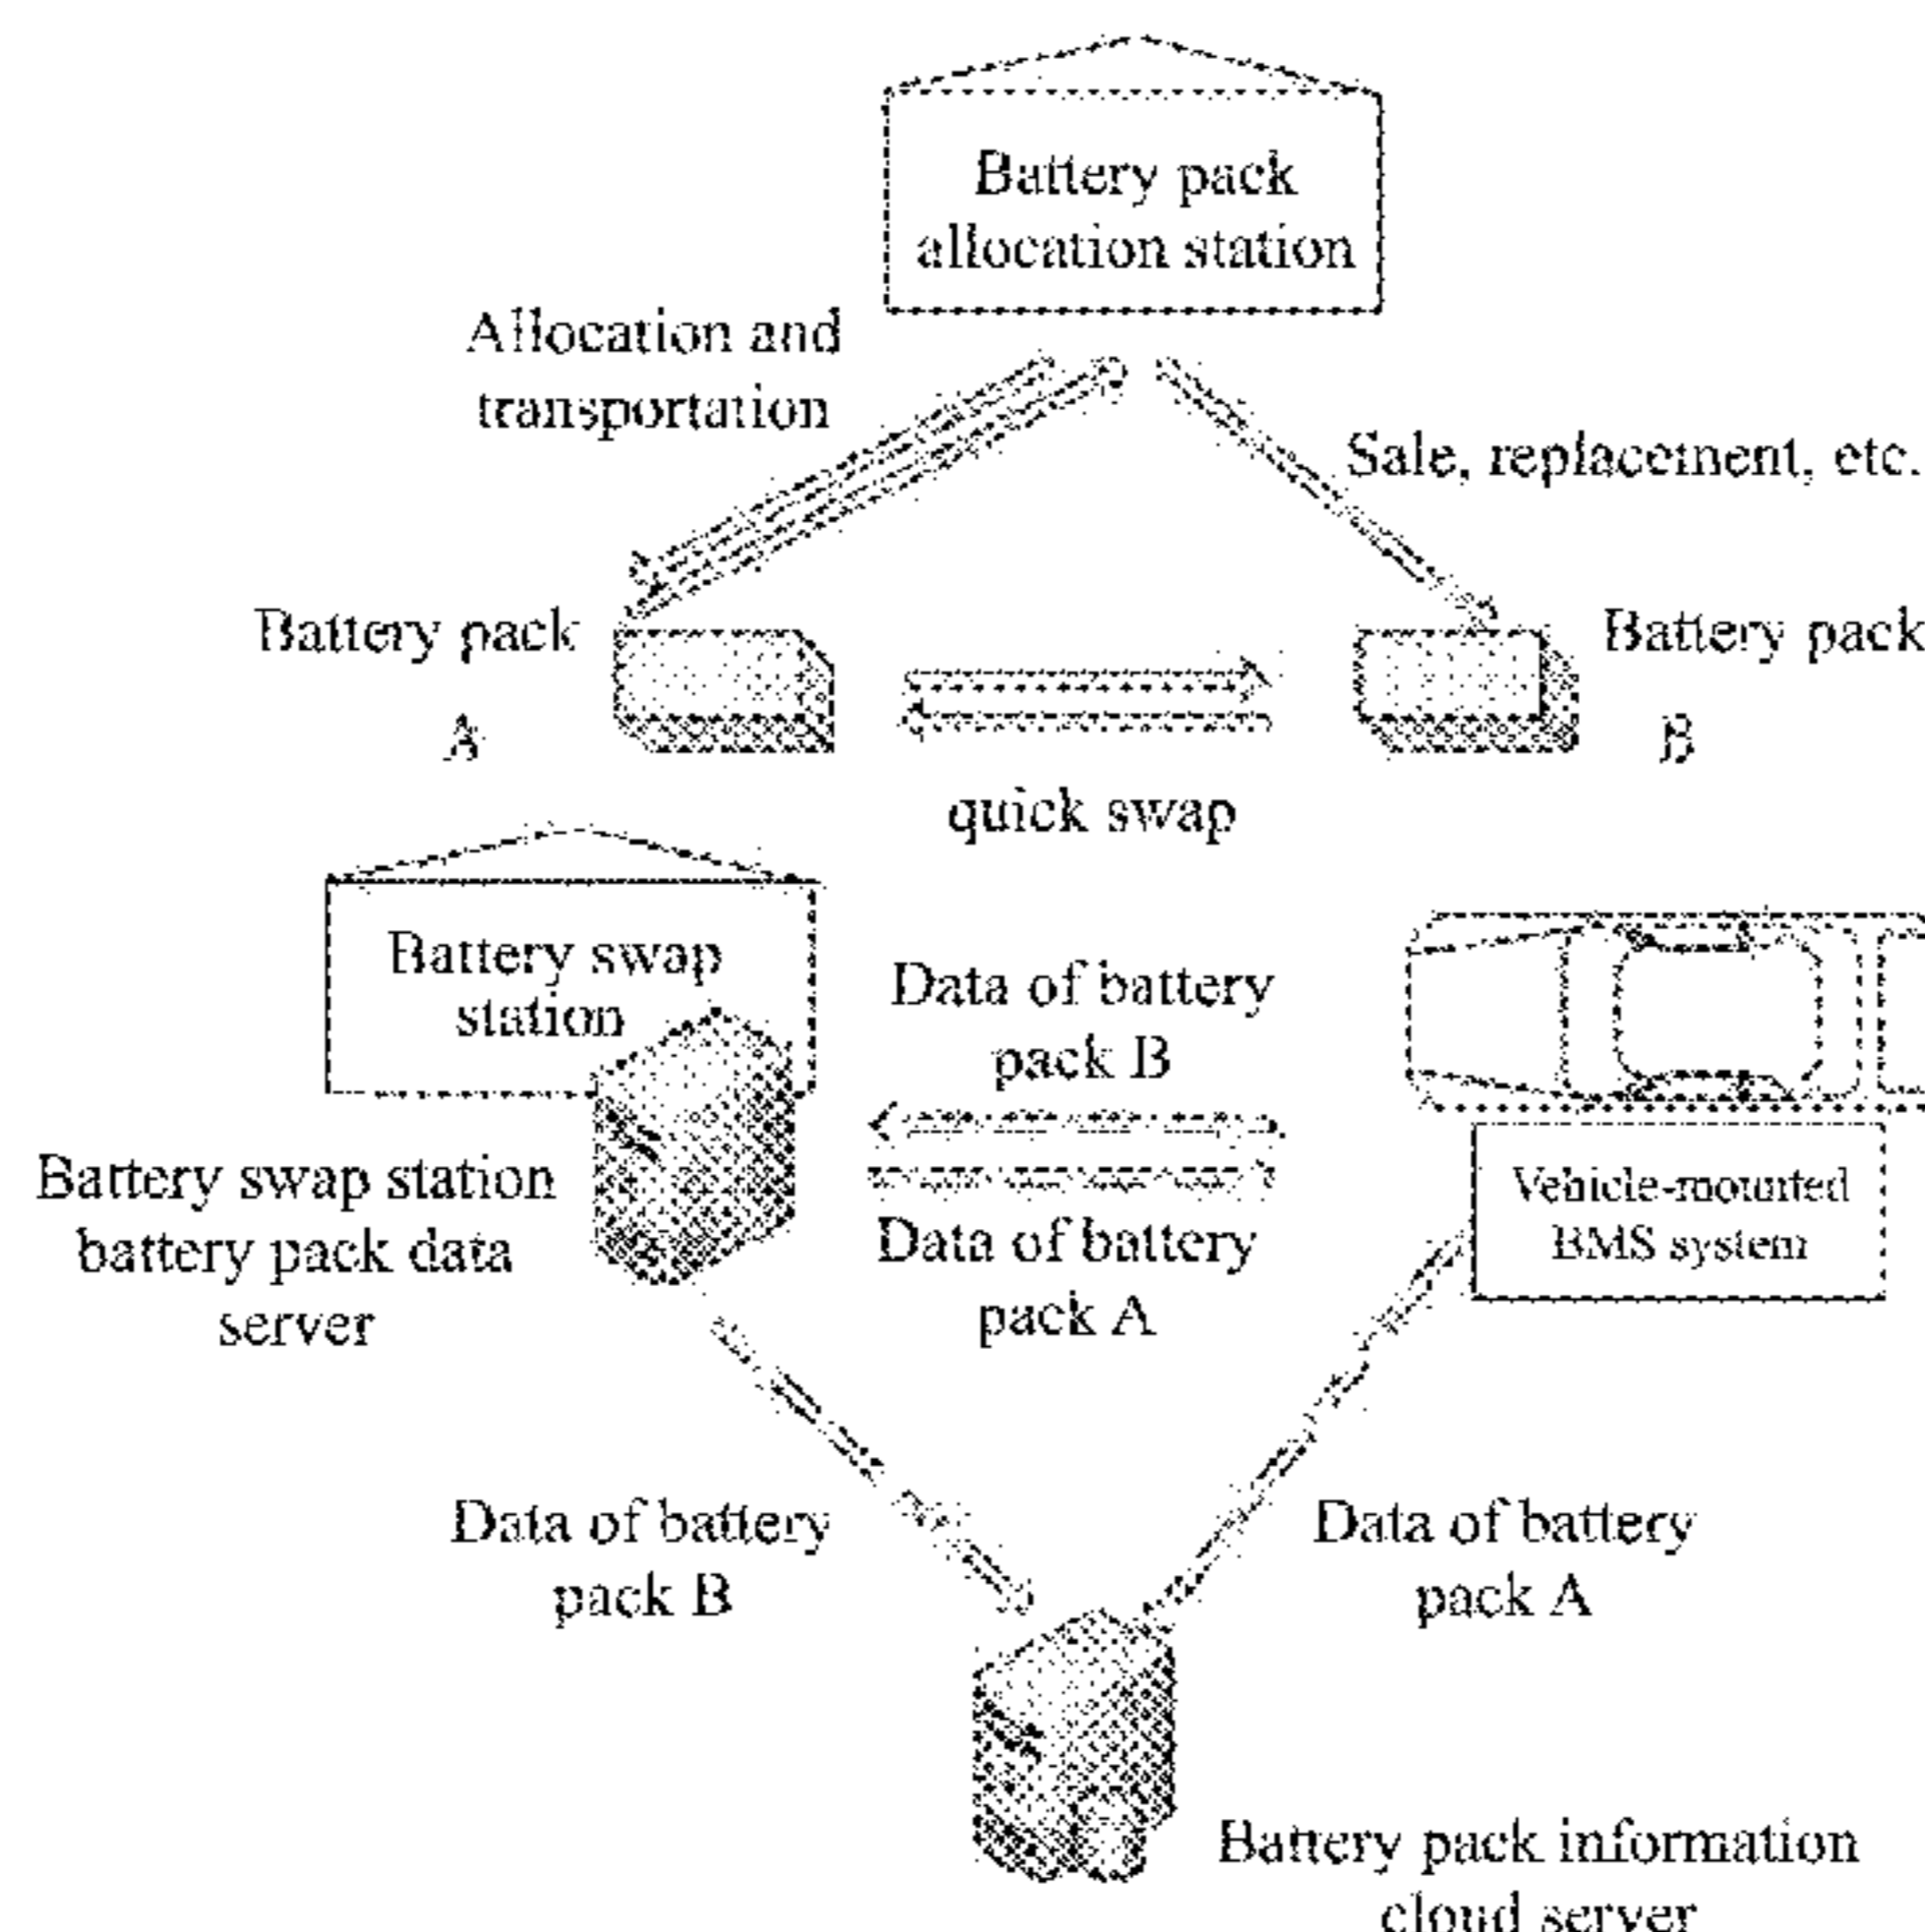 Battery pack
allocation station
Allocation and
transportation
Sale, replacement, etc.
Battery pack
A
Battery pack
B
quick swap
Battery swap
station
Data of battery
pack B
Vehicle-mounted
BMS system
Battery swap station
battery pack data
server
Data of battery
pack A
Data of battery
pack B
Data of battery
pack A
Battery pack information
cloud server